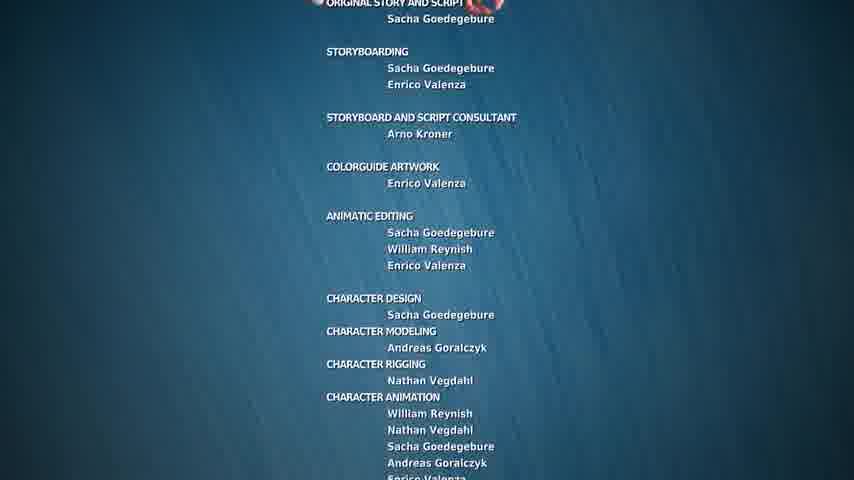 ORIGINAL STORY AND SCRIPT
Sacha Goedegebure
STORYBOARDING
Sacha Goedegebure
Enrico Valenza
STORYBOARD AND SCRIPT CONSULTANT
Arno Kroner
COLORGUIDE ARTWORK
Enrico Valenza
ANIMATIC EDITING
Sacha Goedegebure
William Reynish
Enrico Valenza
CHARACTER DESIGN
Sacha Goedegebure
CHARACTER MODELING
Andreas Goralczyk
CHARACTER RIGGING
Nathan Vegdahl
CHARACTER ANIMATION
William Reynish
Nathan Vegdahl
Sacha Goedegebure
Andreas Goralczyk
Enrico Valenza